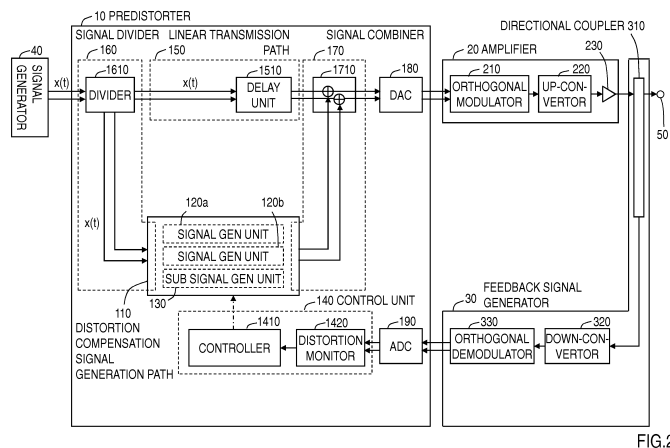 10 PREDISTORTER
SIGNAL DIVIDER
LINEAR TRANSMISSION
PATH
SIGNAL COMBINER
DIRECTIONAL COUPLER 310
40
160
150
170
180
20 AMPLIFIER
230
SIGNAL
GENERATOR
x(t)
1610
DIVIDER
x(t)
1510
DELAY
UNIT
1710
DAC
210
ORTHOGONAL
MODULATOR
220
UP-CON-
VERTOR
50
x(t)
120a
120b
SIGNAL GEN UNIT
SIGNAL GEN UNIT
SUB SIGNAL GEN UNIT
130
110
DISTORTION
COMPENSATION
SIGNAL
GENERATION PATH
140 CONTROL UNIT
1410
CONTROLLER
1420
DISTORTION
MONITOR
190
ADC
FEEDBACK SIGNAL
30
GENERATOR
330
ORTHOGONAL
DEMODULATOR
320
DOWN-CON-
VERTOR